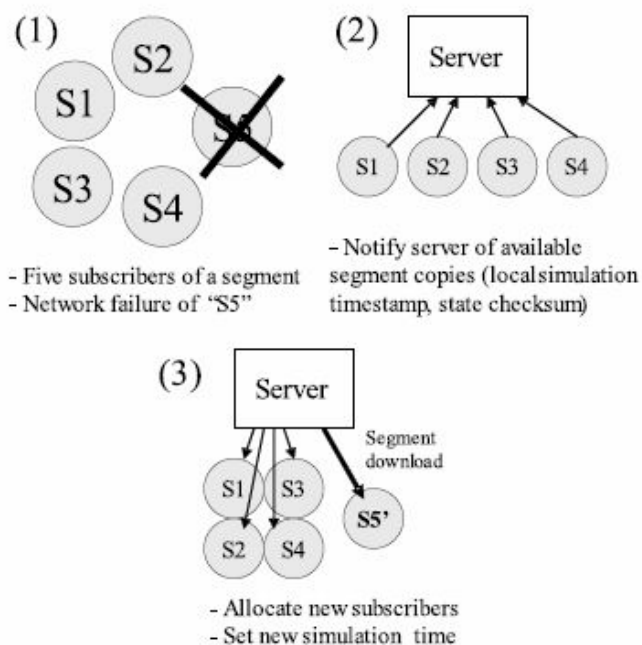 (1)
S2
S1
S5
S3
S4
- Five subscribers of a segment
- Network failure of “S5”
(2)
Server
S1 S2 S3 S4
- Notify server of available
segment copies (local simulation
timestamp, state checksum)
(3)
Server
Segment
download
S1 S3
S5’
S2 S4
- Allocate new subscribers
- Set new simulation time